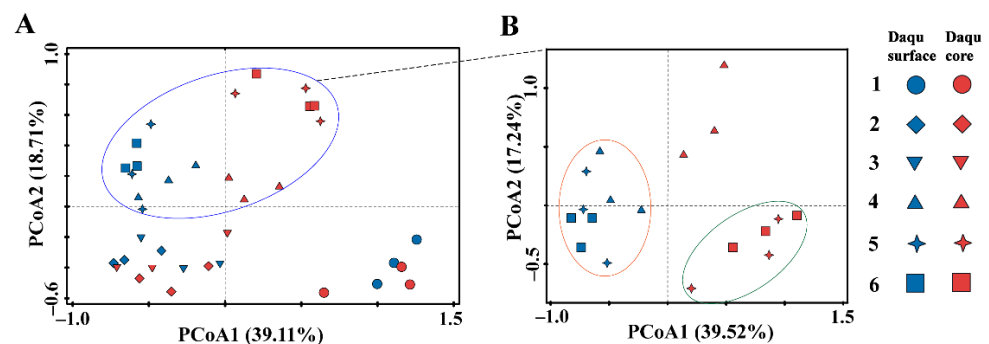 A
1.0
PCoA2 (18.71%)
−0.6
−1.0
1.5
PCoA1 (39.11%)
B
1.0
PCoA2 (17.24%)
−0.5
−1.0
1.5
PCoA1 (39.52%)
Daqu Daqu
surface core
1
2
3
4
5
6